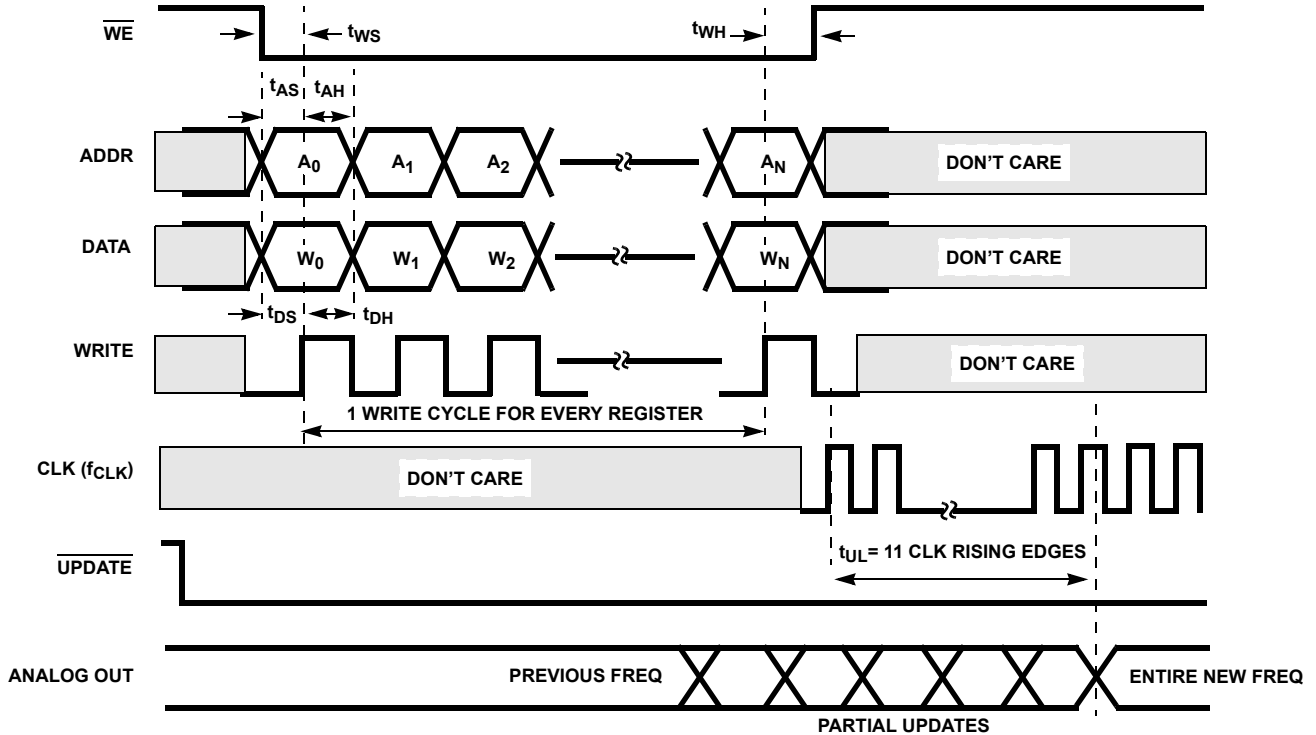 WE
tWS
tWH
tAS
tAH
ADDR
A0
A1
A2
AN
DON'T CARE
DATA
W0
W1
W2
WN
DON'T CARE
tDS
tDH
WRITE
DON'T CARE
1 WRITE CYCLE FOR EVERY REGISTER
CLK (fCLK)
DON'T CARE
tUL= 11 CLK RISING EDGES
UPDATE
ANALOG OUT
PREVIOUS FREQ
ENTIRE NEW FREQ
PARTIAL UPDATES